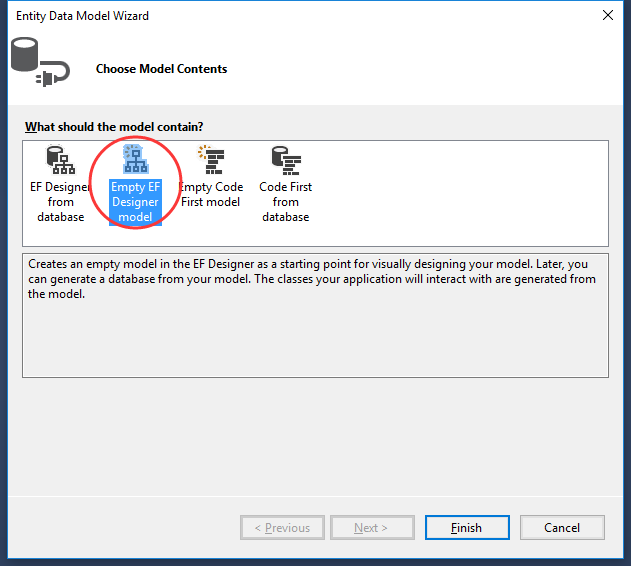 Entity Data Model Wizard
Choose Model Contents
What should the model contain?
EF Designer from database
Empty EF Designer model
Empty Code First model
Code First from database
Creates an empty model in the EF Designer as a starting point for visually designing your model. Later, you
can generate a database from your model. The classes your application will interact with are generated from
the model.
< Previous
Next >
Finish
Cancel